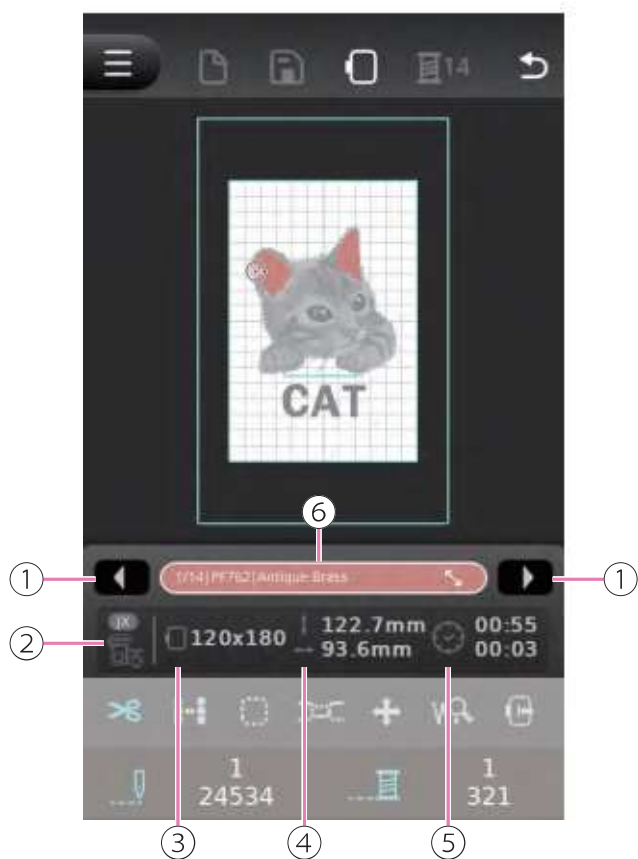 14
CAT
⑥
① 1/14|PF762|Antique Brass ①
② JX 120x180 122.7mm 00:55
93.6mm 00:03
1 1
24534 321
③ ④ ⑤